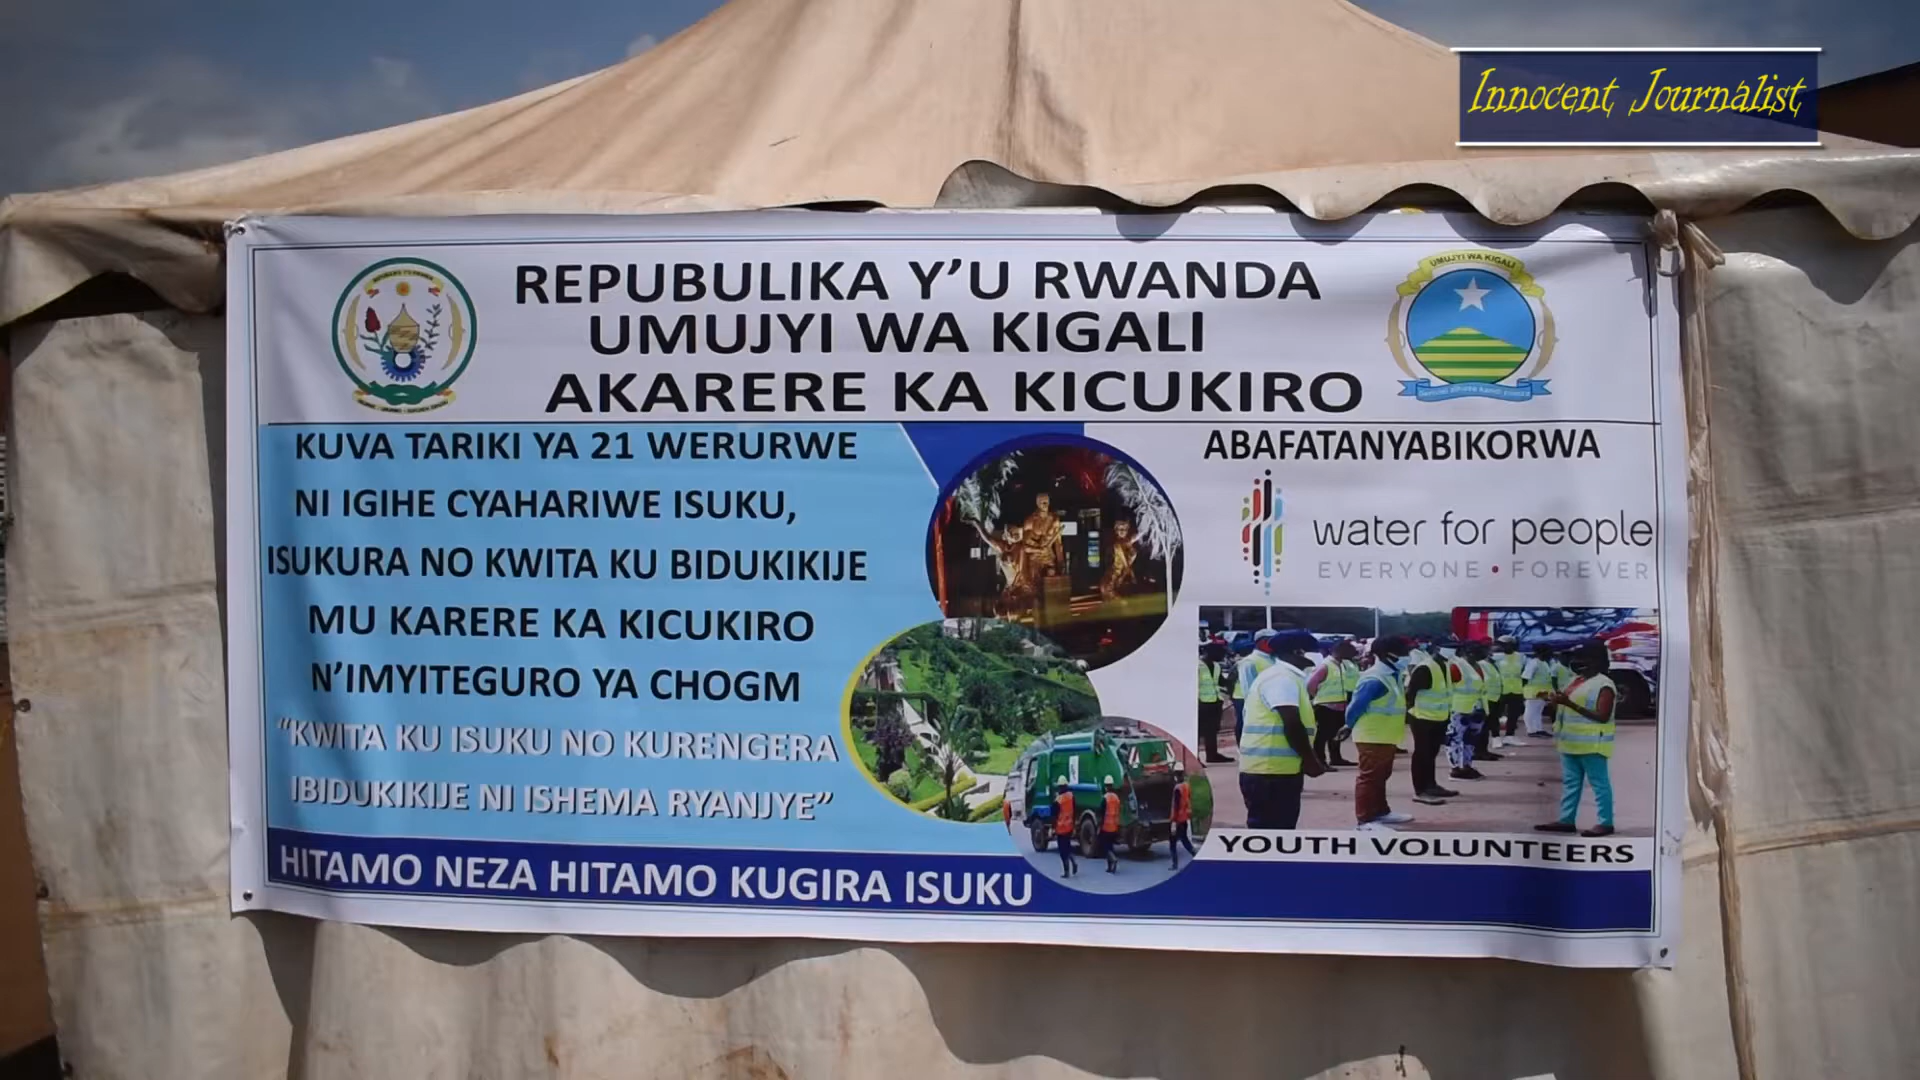 Innocent Journalist
REPUBULIKA Y'U RWANDA
UMUJYI WA KIGALI
AKARERE KA KICUKIRO
UMUJYI WA KIGALI
KUVA TARIKI YA 21 WERURWE
NI IGIHE CYAHARIWE ISUKU,
ISUKURA NO KWITA KU BIDUKIKIJE
MU KARERE KA KICUKIRO
N'IMYITEGURO YA CHOGM
“KWITA KU ISUKU NO KURENGERA
IBIDUKIKIJE NI ISHEMA RYANJYE”
HITAMO NEZA HITAMO KUGIRA ISUKU
ABAFATANYABIKORWA
water for people
EVERYONE • FOREVER
YOUTH VOLUNTEERS